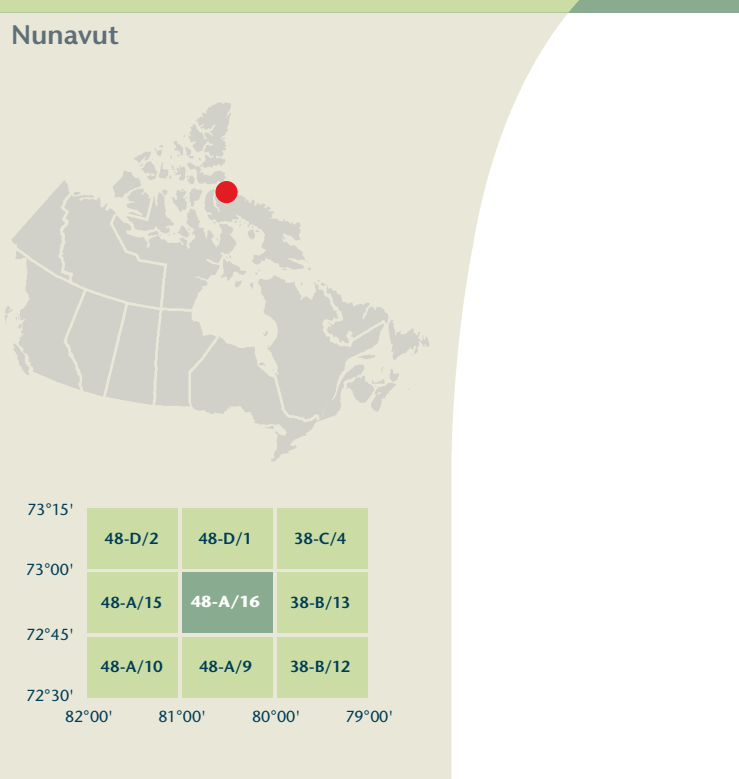 Nunavut
73°15'
48-D/2 48-D/1 38-C/4
73°00'
48-A/15 48-A/16 38-B/13
72°45'
48-A/10 48-A/9 38-B/12
72°30'
82°00' 81°00' 80°00' 79°00'